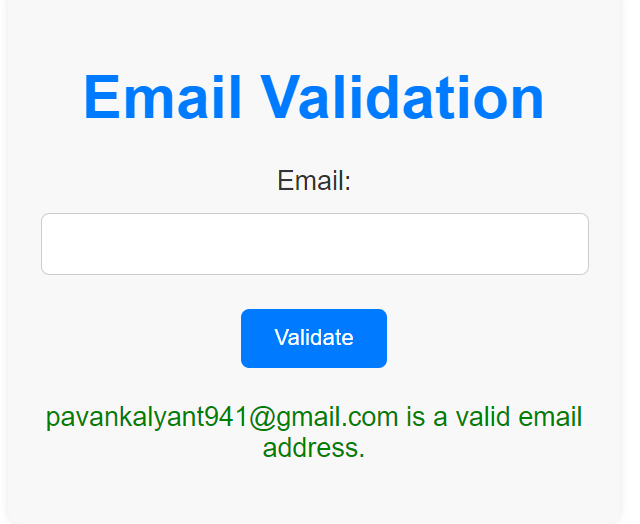 Email Validation
Email:
Validate
pavankalyant941@gmail.com is a valid email
address.